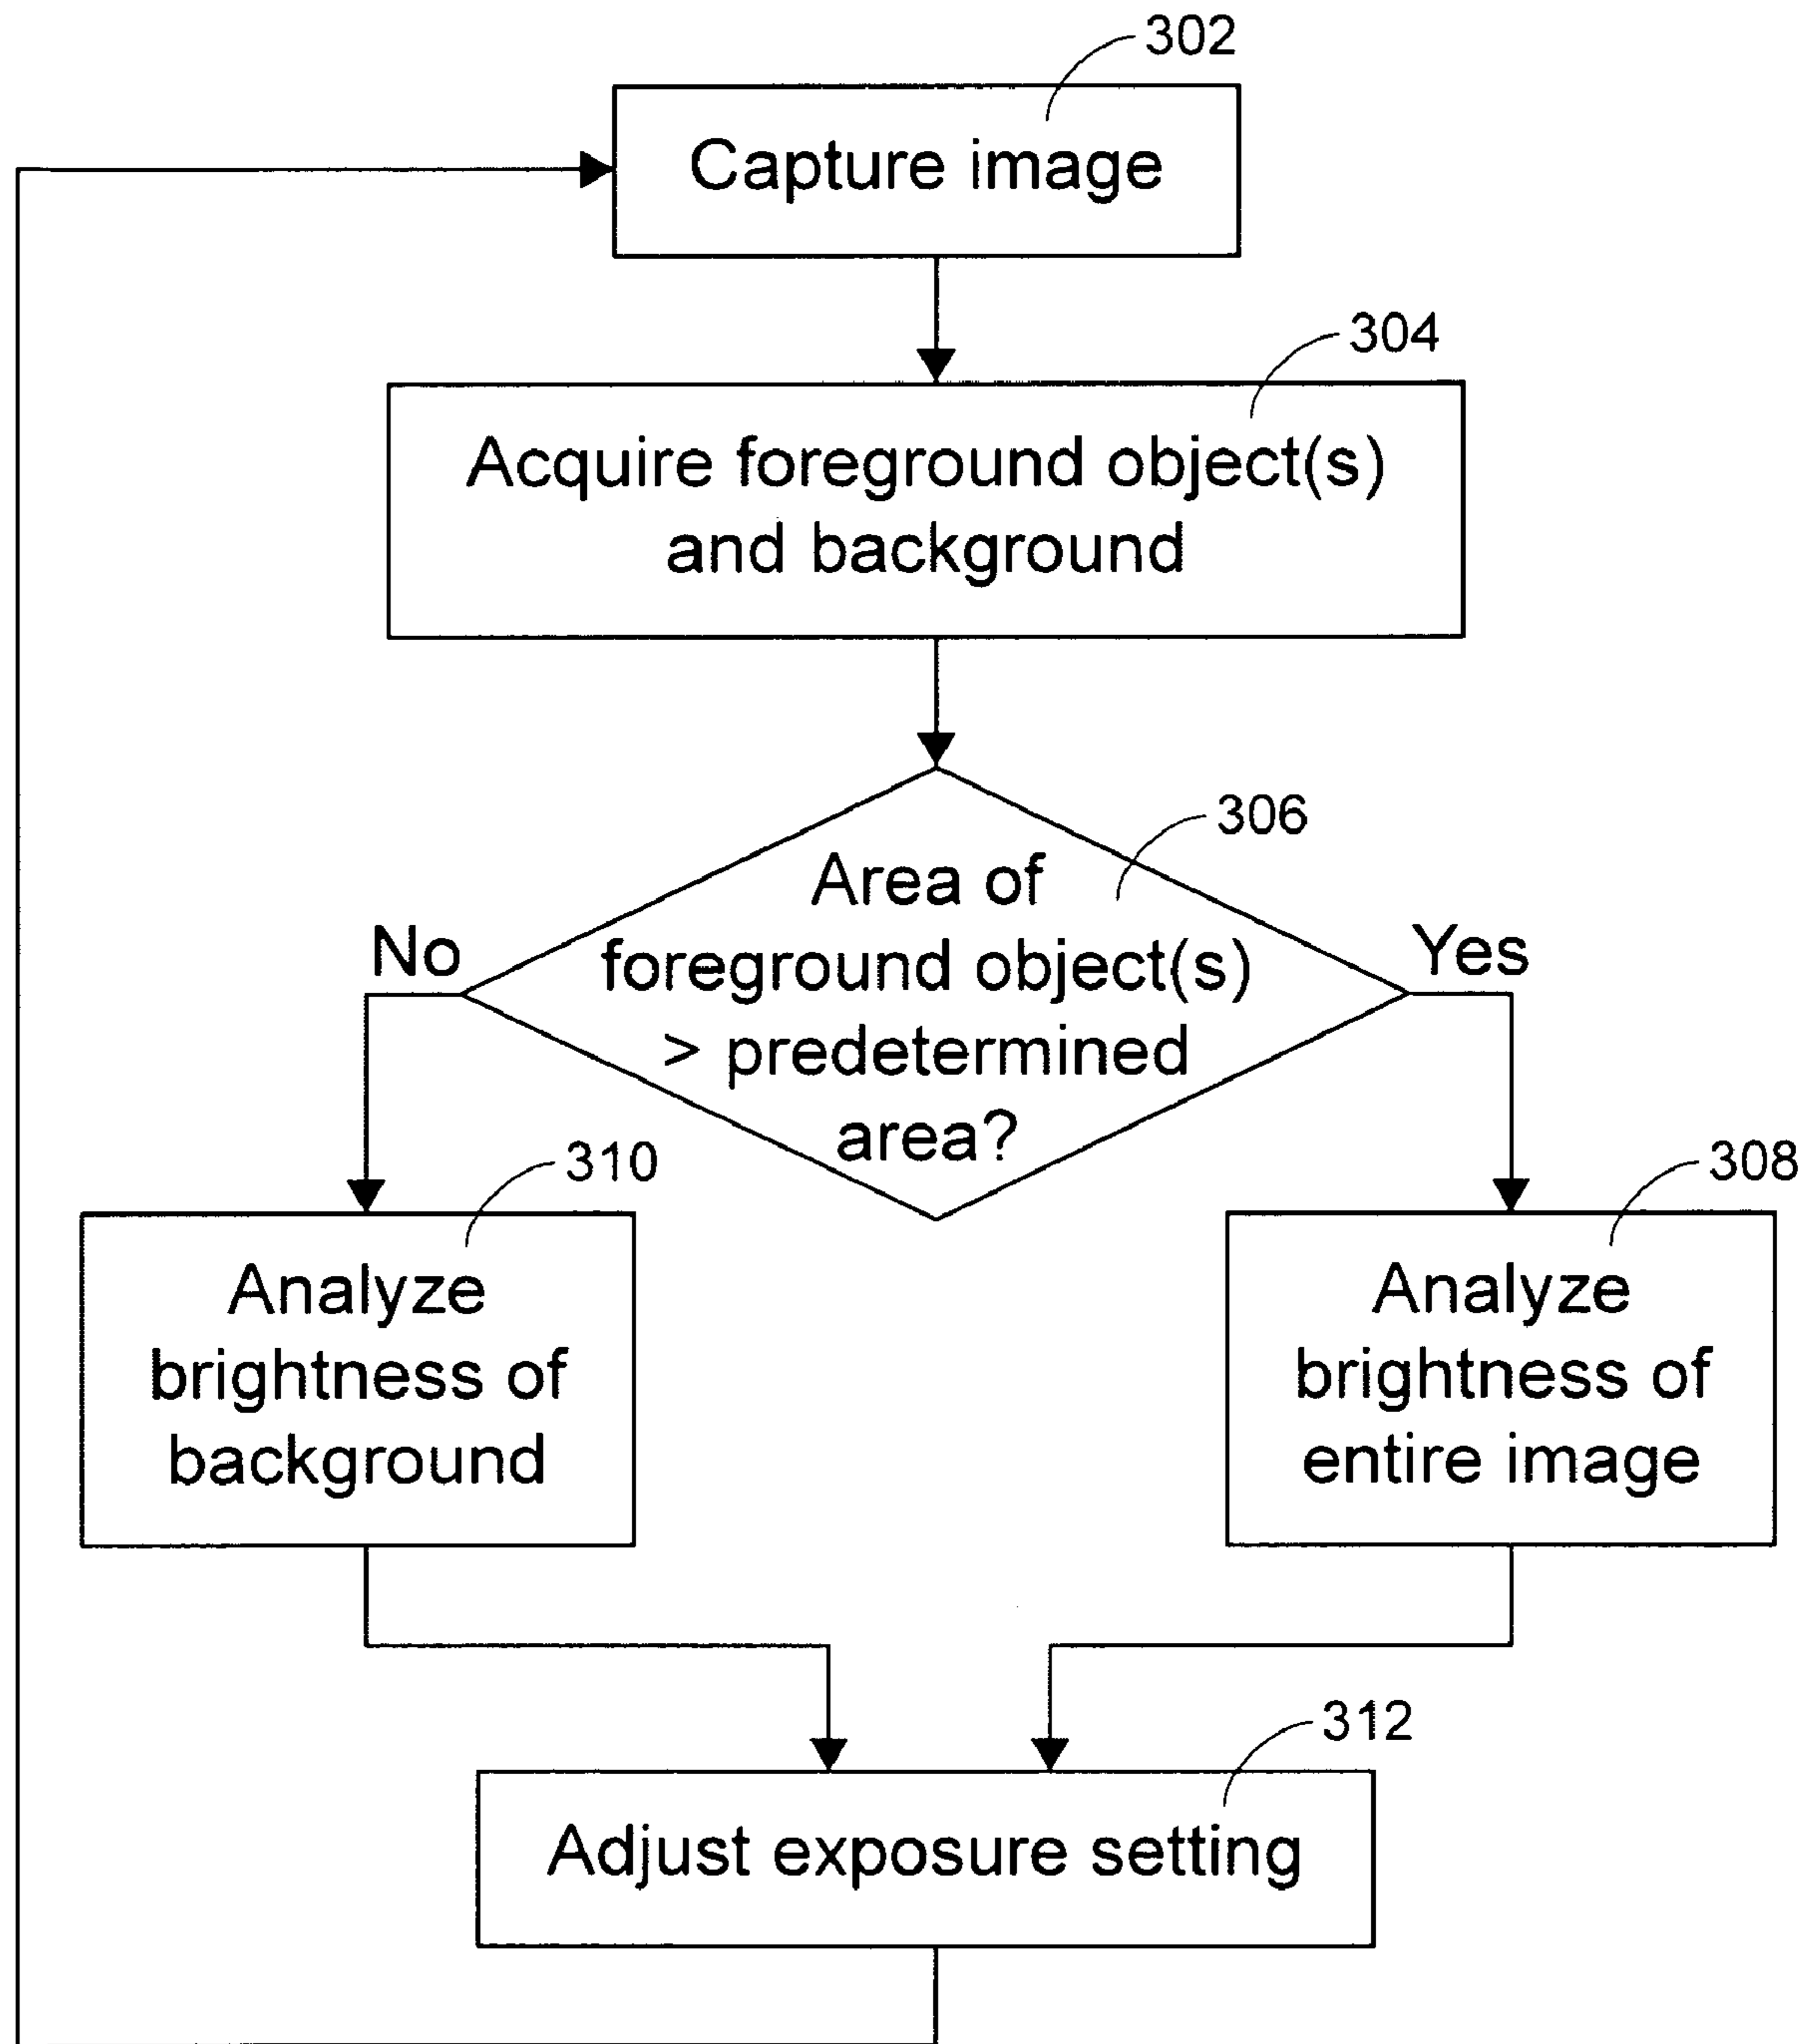 302
Capture image
304
Acquire foreground object(s)
and background
306
Area of
foreground object(s)
> predetermined
area?
No
Yes
310
Analyze
brightness of
background
308
Analyze
brightness of
entire image
312
Adjust exposure setting